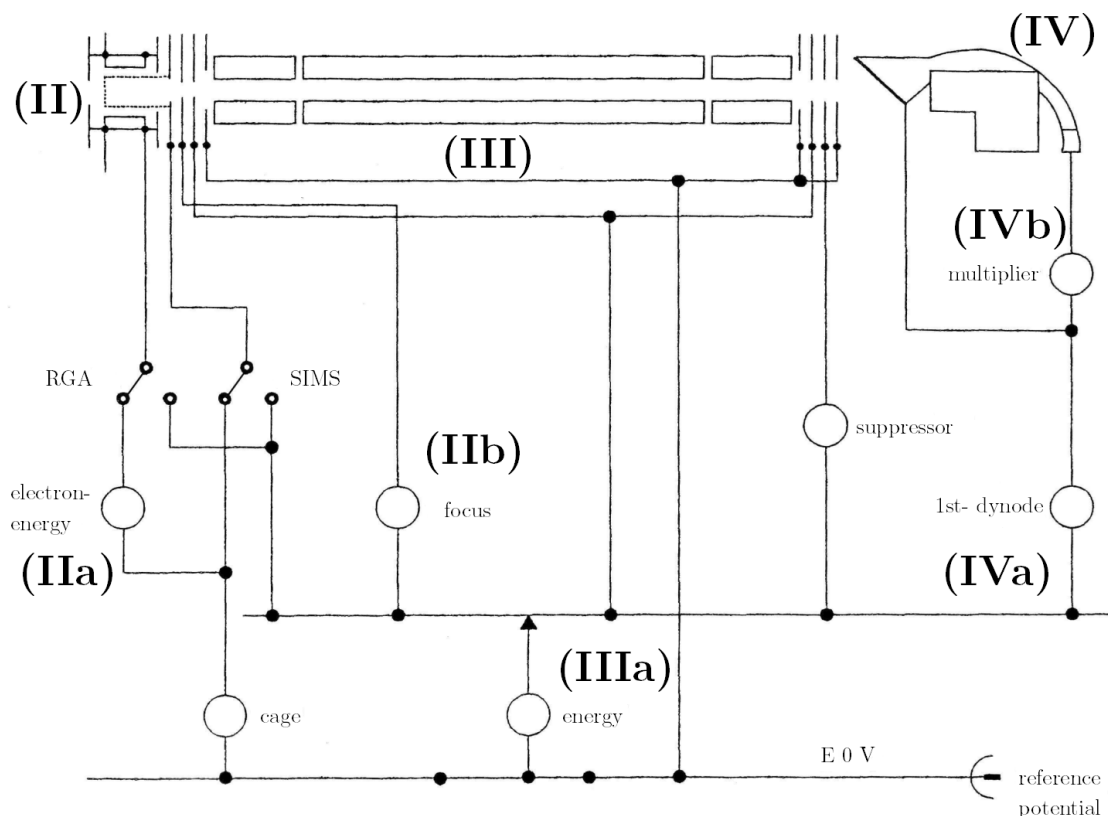 (IV)
(II)
(III)
(IVb)
multiplier
RGA
SIMS
suppressor
(IIb)
electron-
energy
focus
1st- dynode
(IIa)
(IVa)
(IIIa)
cage
energy
E 0 V
reference
potential